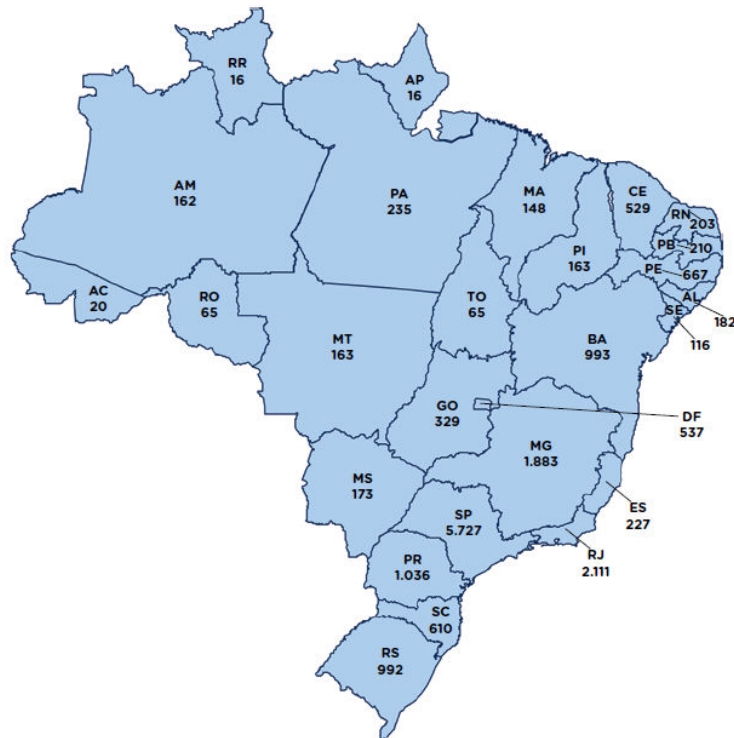 RR
16
AP
16
AM
162
PA
235
MA
148
CE
529
RN
203
PB
210
PI
163
PE
667
AC
20
RO
65
TO
65
AL
182
SE
116
MT
163
BA
993
GO
329
DF
537
MG
1.883
MS
173
ES
227
SP
5.727
RJ
2.111
PR
1.036
SC
610
RS
992